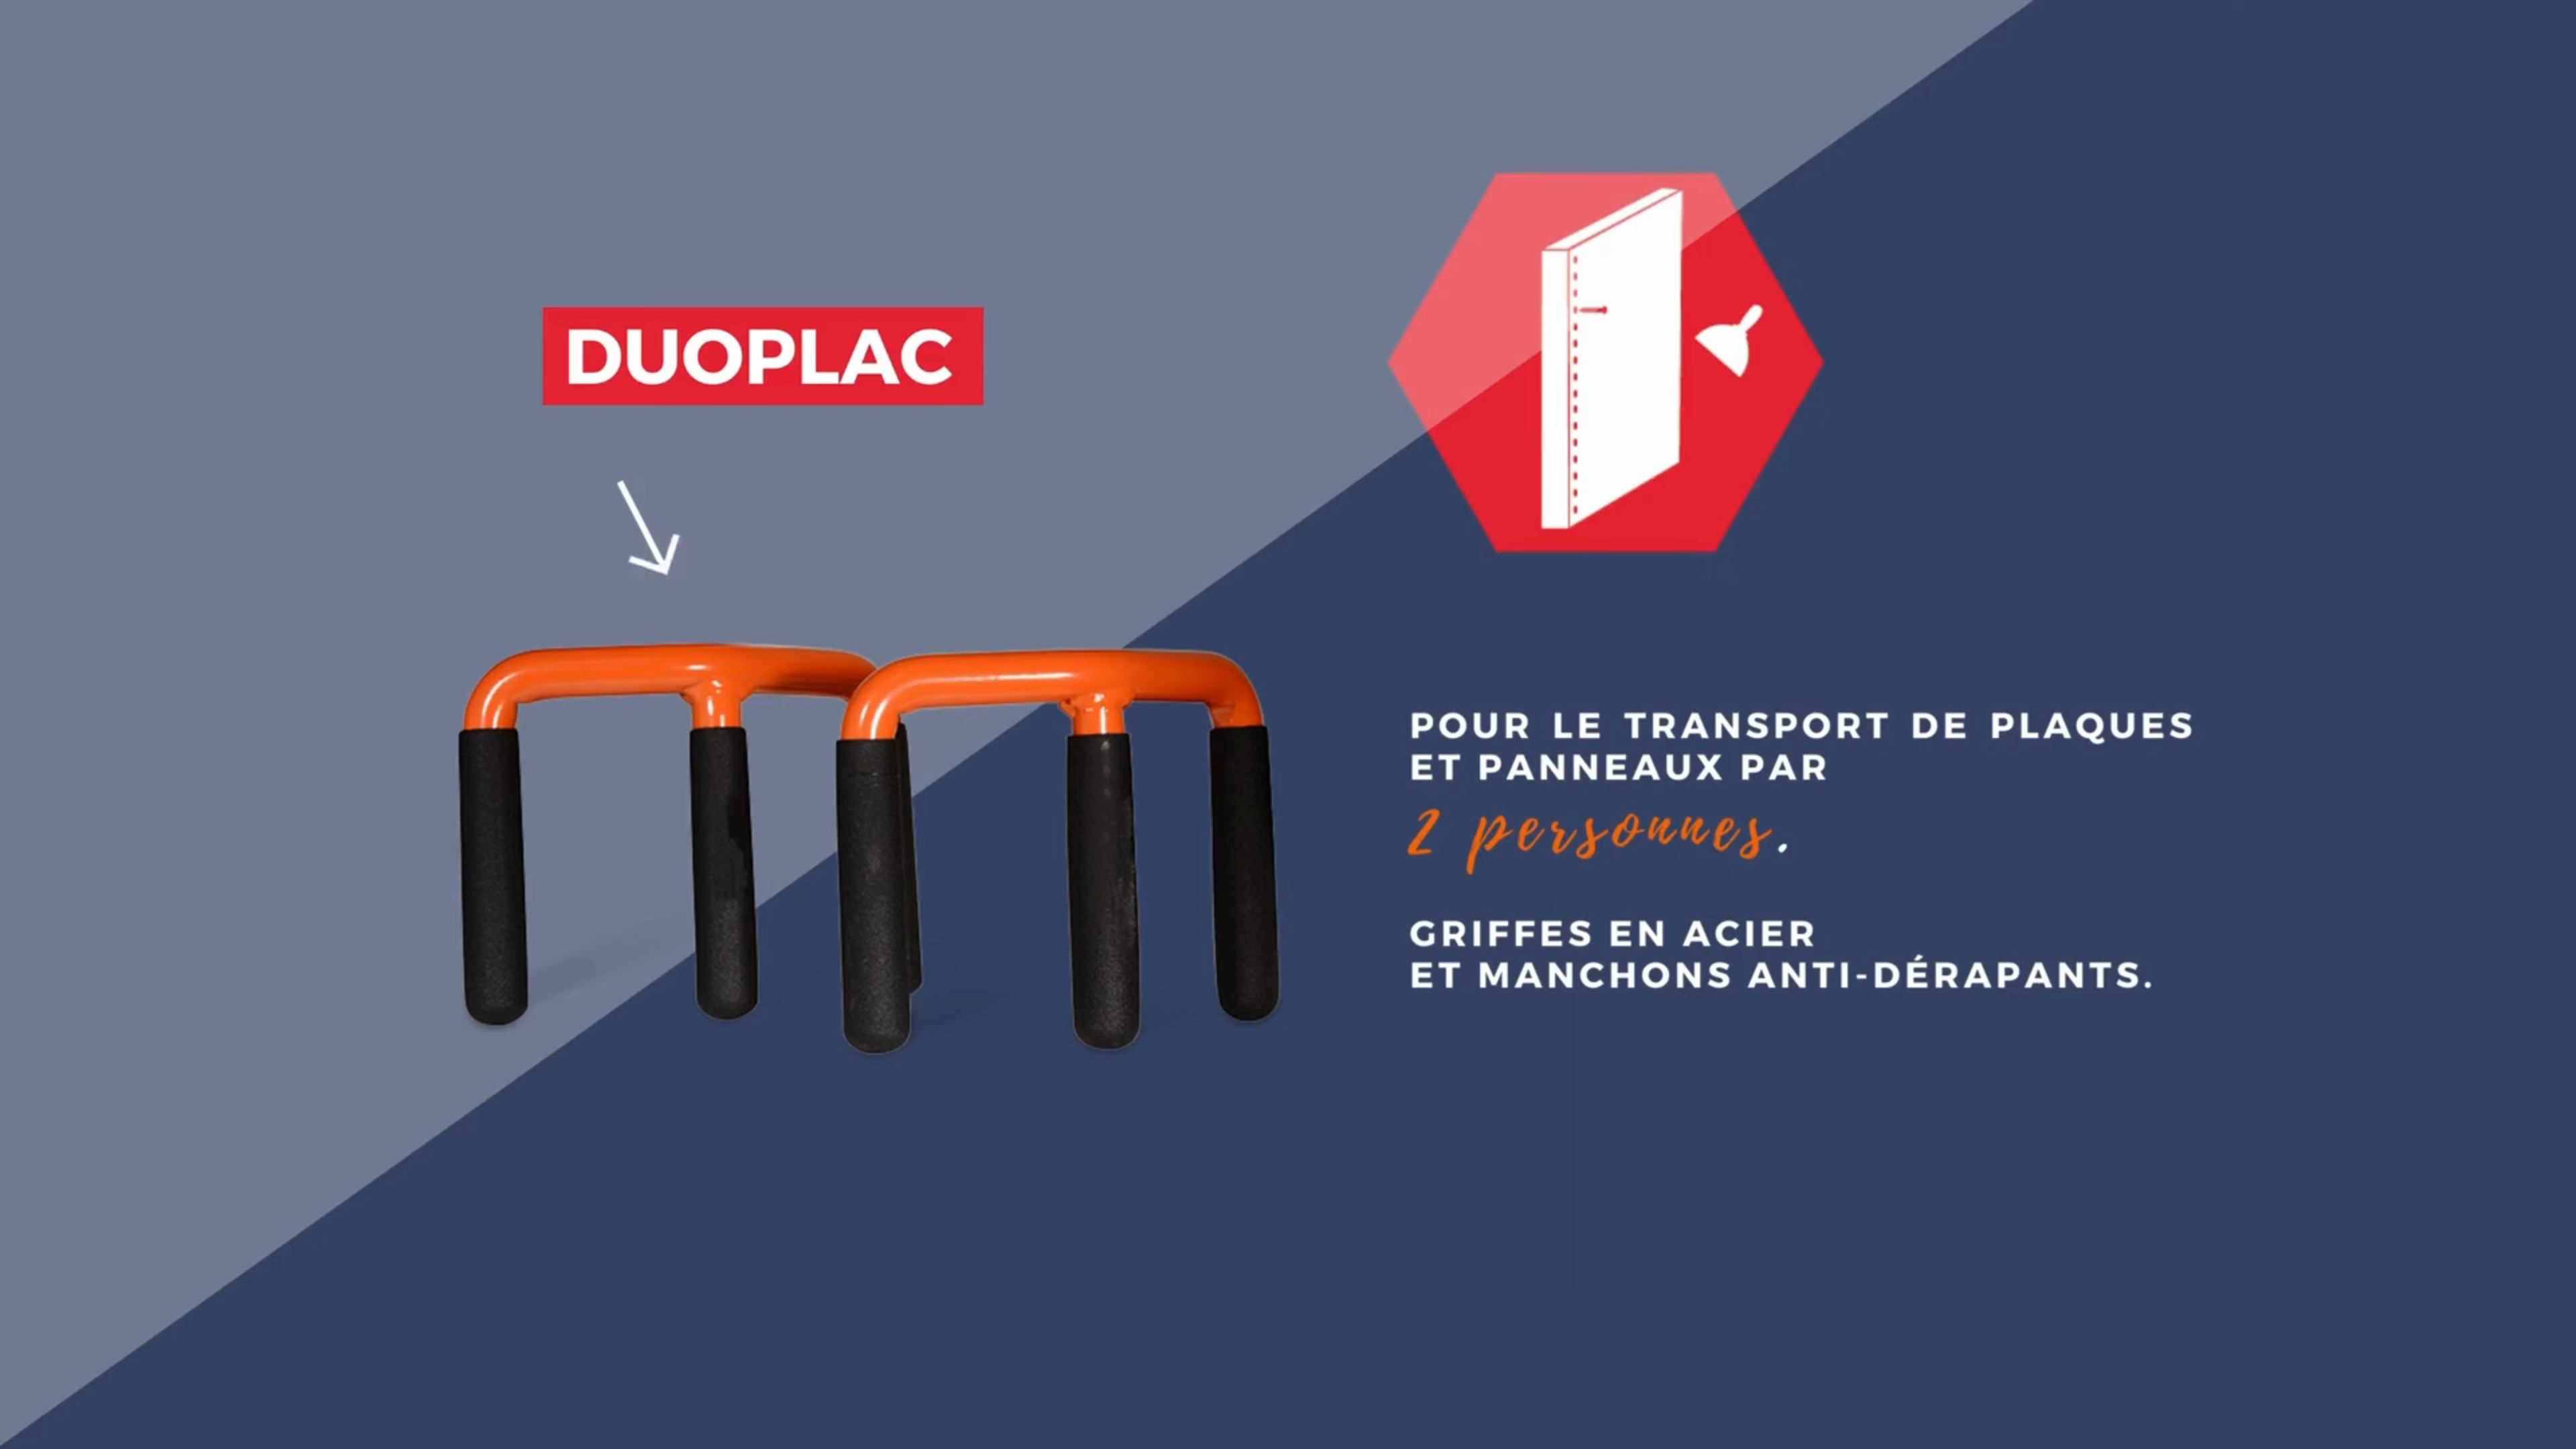 DUOPLAC
POUR LE TRANSPORT DE PLAQUES
ET PANNEAUX PAR
2 personnes.
GRIFFES EN ACIER
ET MANCHONS ANTI-DÉRAPANTS.